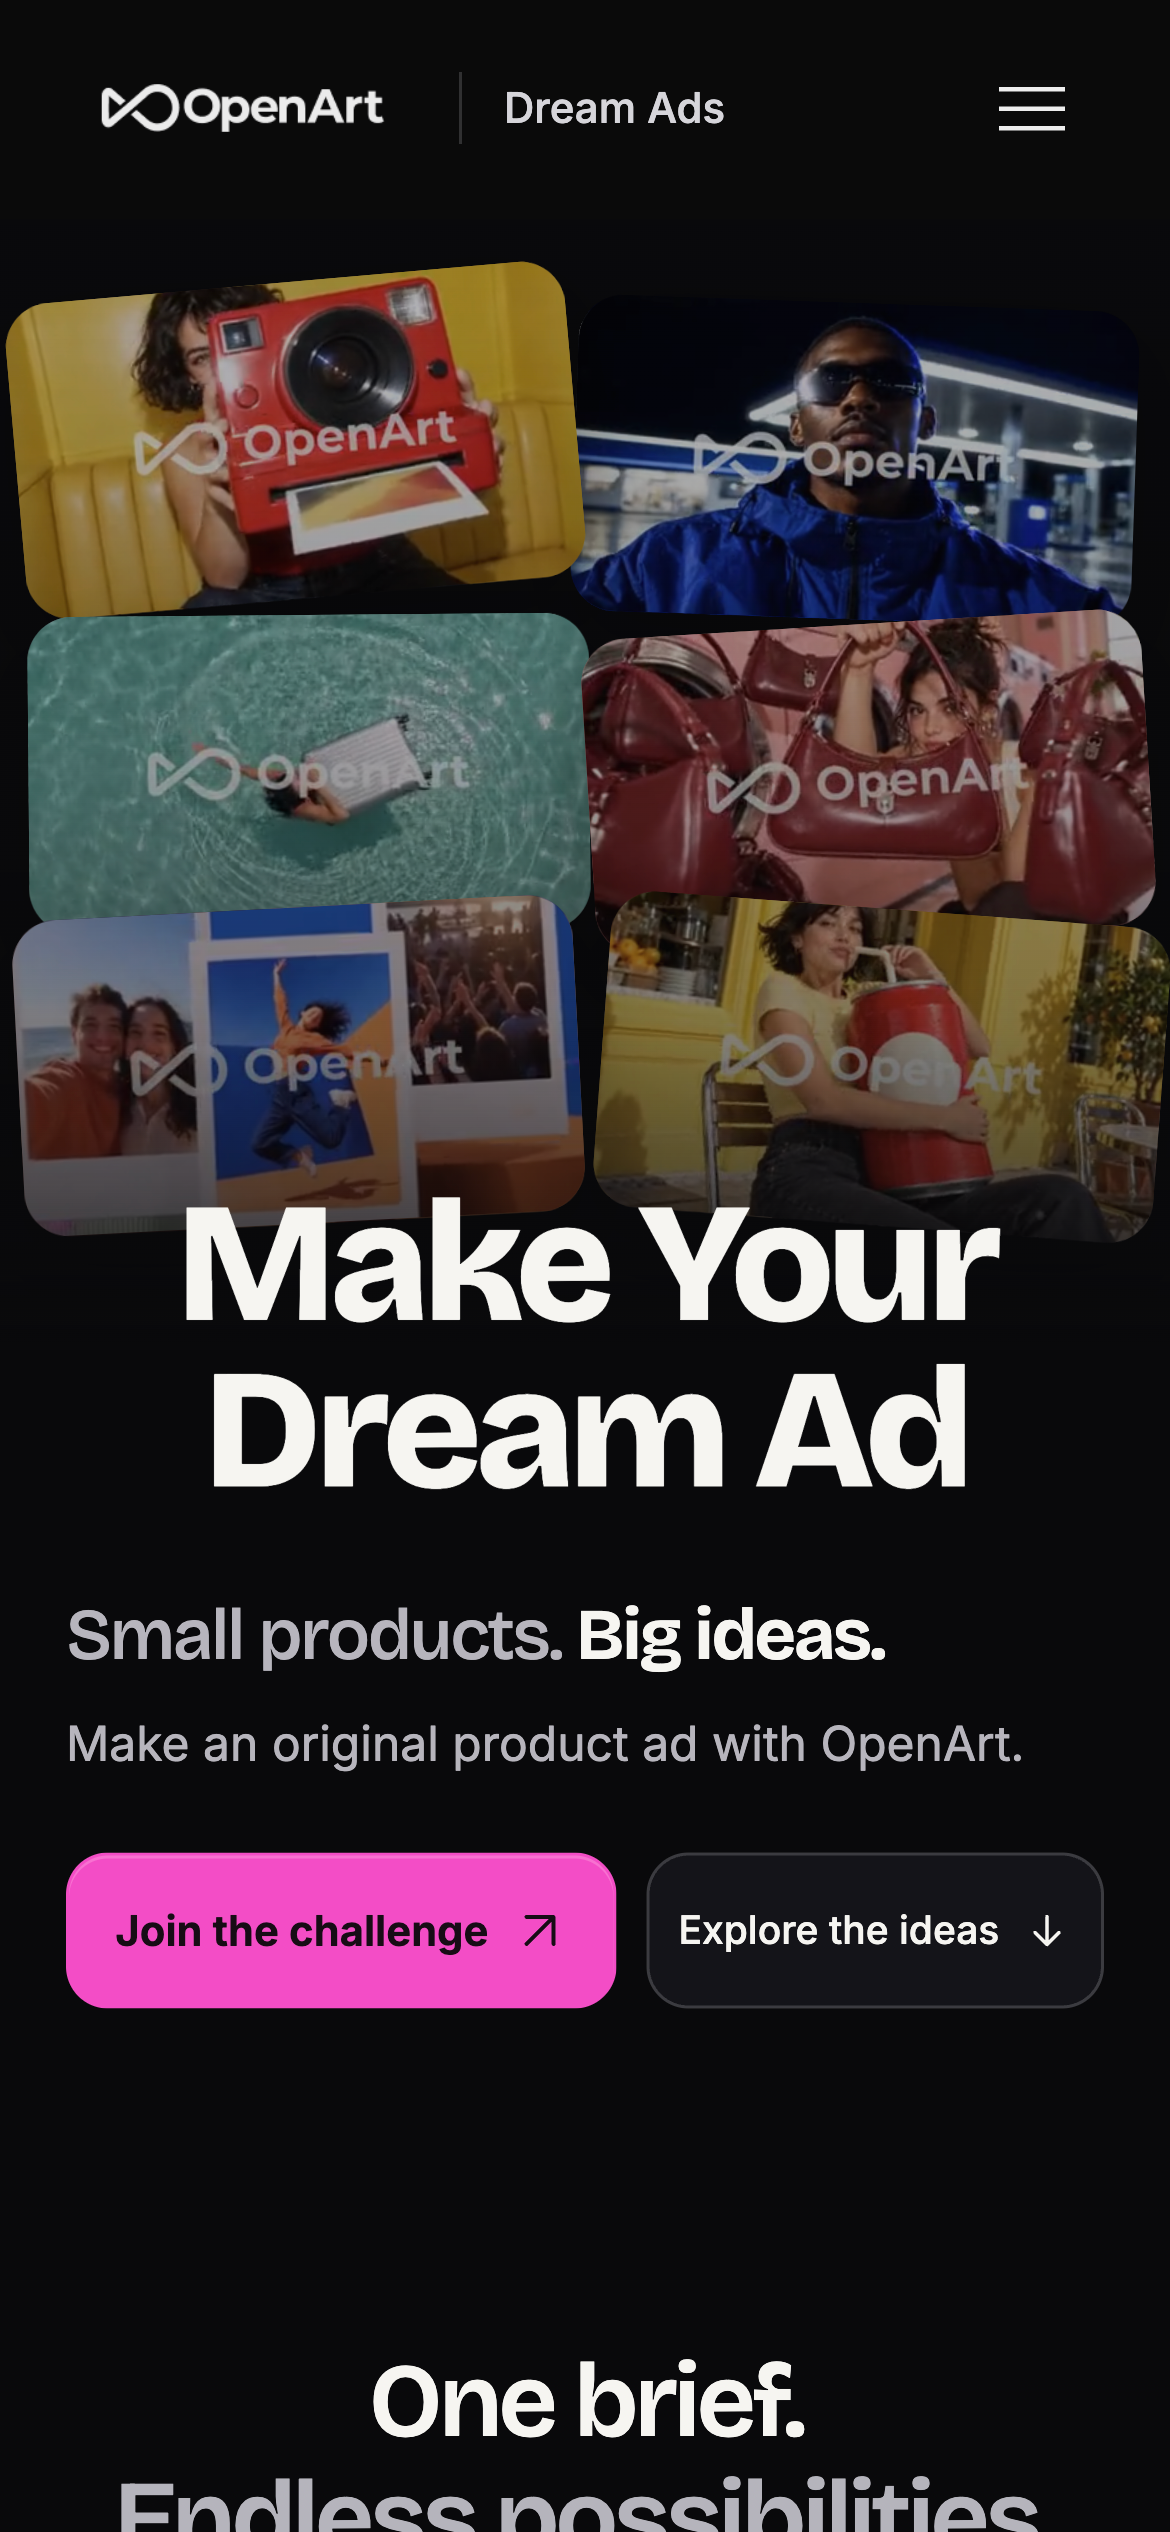 OpenArt
Dream Ads
OpenArt
OpenArt
OpenArt
OpenArt
OpenArt
OpenArt
Make Your
Dream Ad
Small products. Big ideas.
Make an original product ad with OpenArt.
Join the challenge
Explore the ideas
One brief.
Endless possibilities